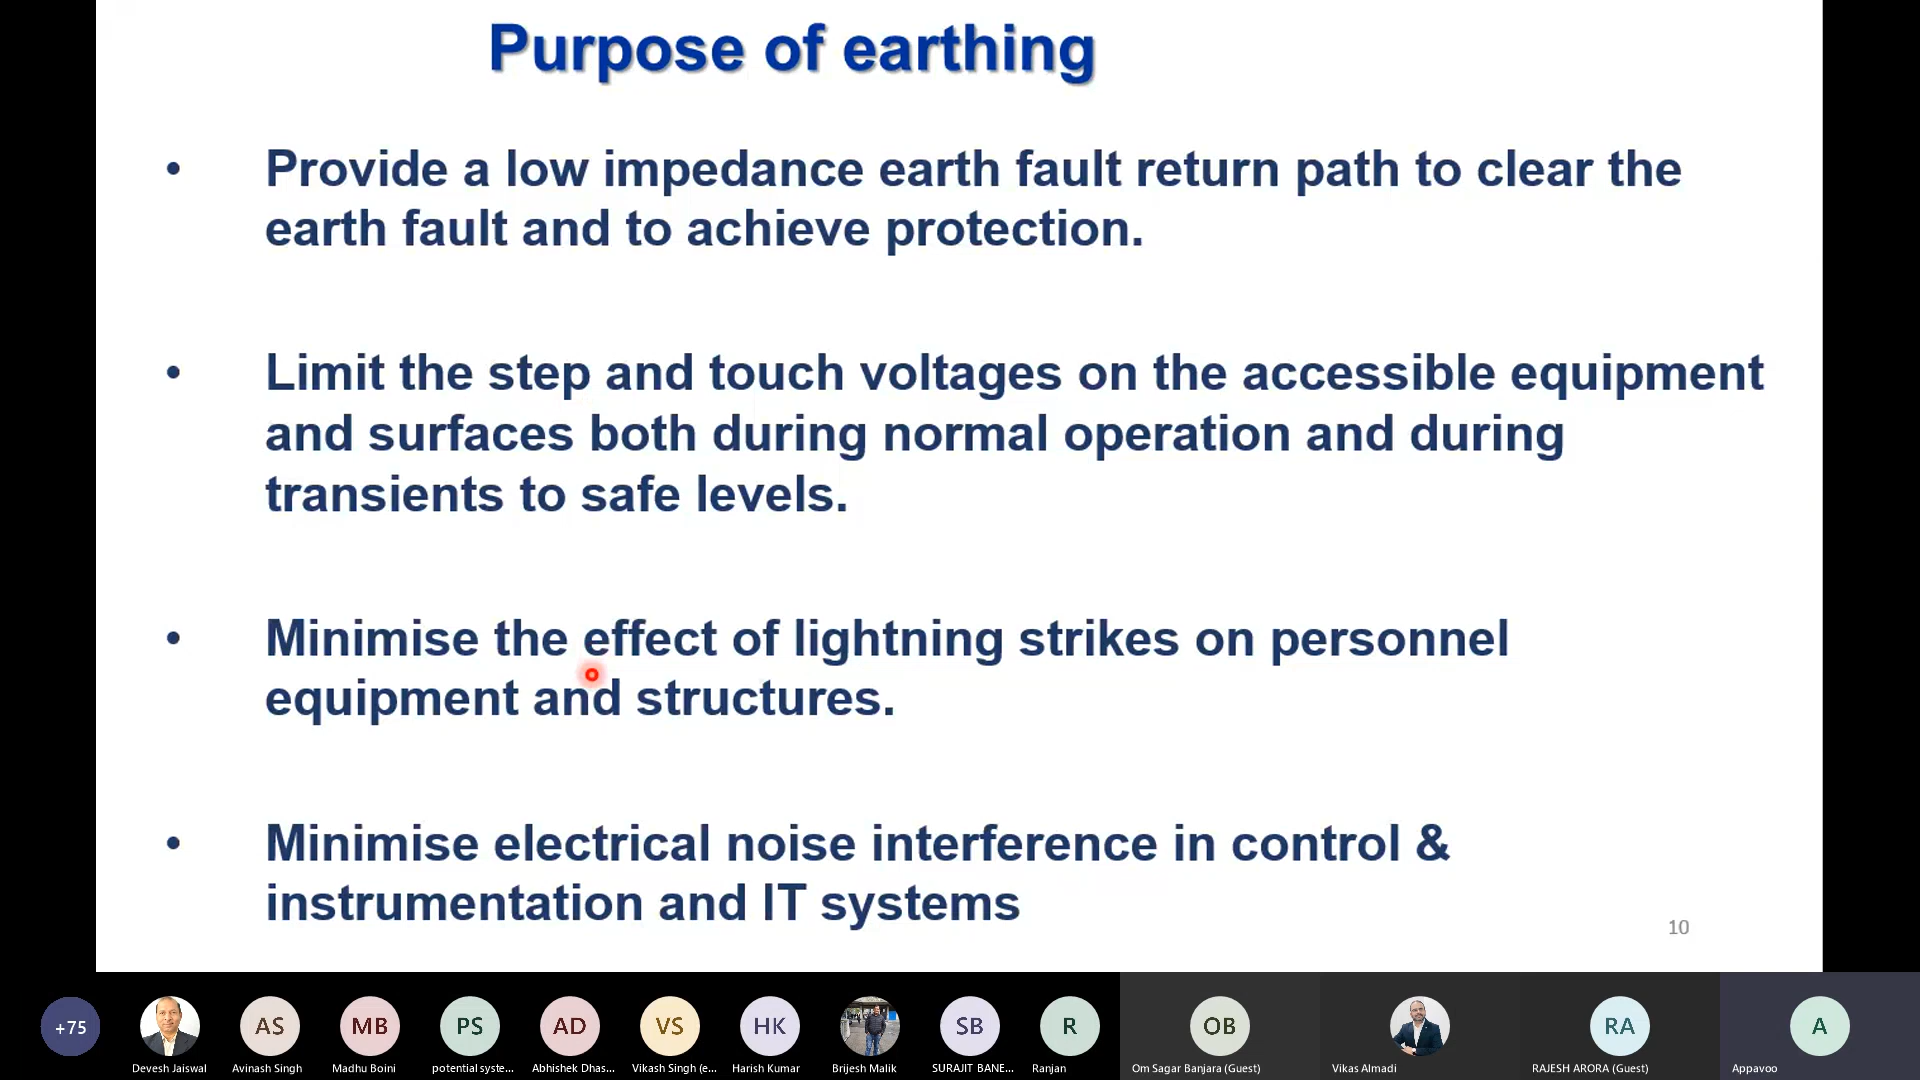 Purpose of earthing
• Provide a low impedance earth fault return path to clear the
earth fault and to achieve protection.
• Limit the step and touch voltages on the accessible equipment
and surfaces both during normal operation and during
transients to safe levels.
• Minimise the effect of lightning strikes on personnel
equipment and structures.
• Minimise electrical noise interference in control &
instrumentation and IT systems
10
+75 AS MB PS AD VS HK SB R OB RA A
Devesh Jaiswal Avinash Singh Madhu Boini potential syste... Abhishek Dhas... Vikash Singh (e... Harish Kumar Brijesh Malik SURAJIT BANE... Ranjan Om Sagar Banjara (Guest) Vikas Almadi RAJESH ARORA (Guest) Appavoo